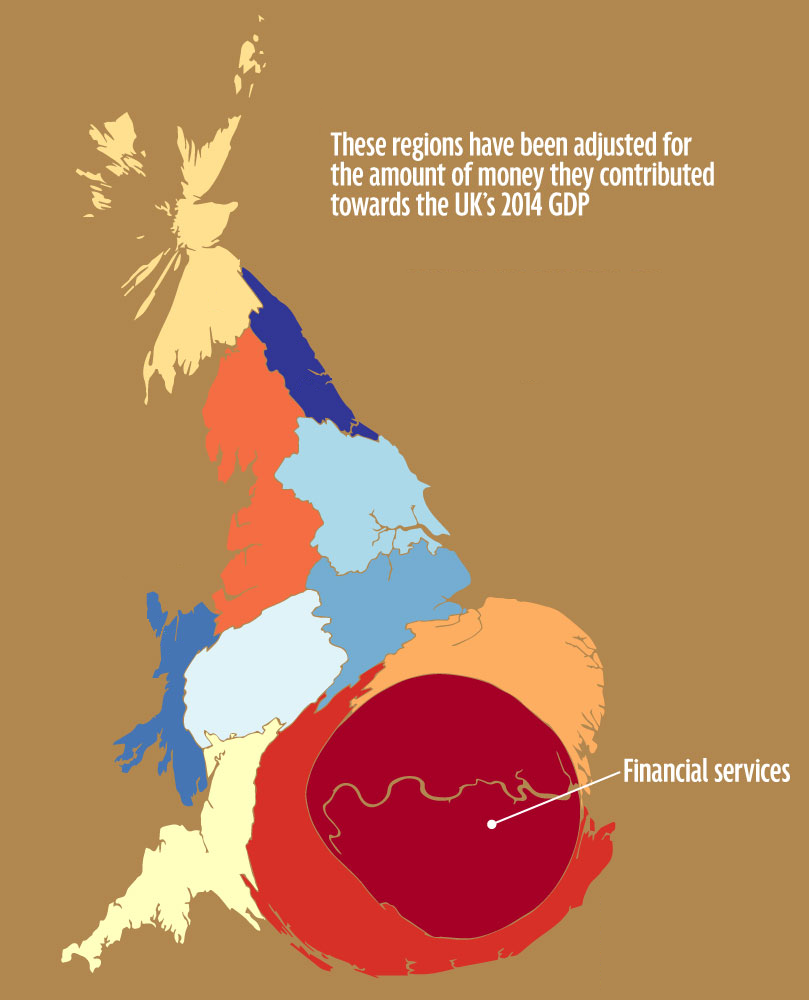 These regions have been adjusted for
the amount of money they contributed
towards the UK's 2014 GDP
Financial services